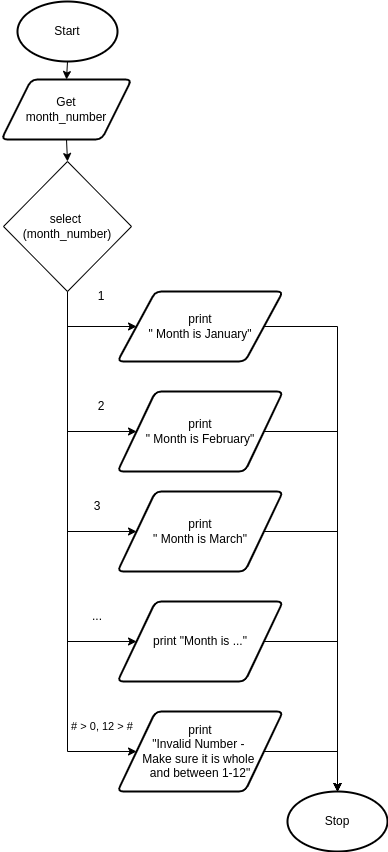 Start
Get
month_number
select
(month_number)
1
print
" Month is January"
2
print
" Month is February"
3
print
" Month is March"
...
print "Month is ..."
# > 0, 12 > #
print
"Invalid Number -
Make sure it is whole
and between 1-12"
Stop